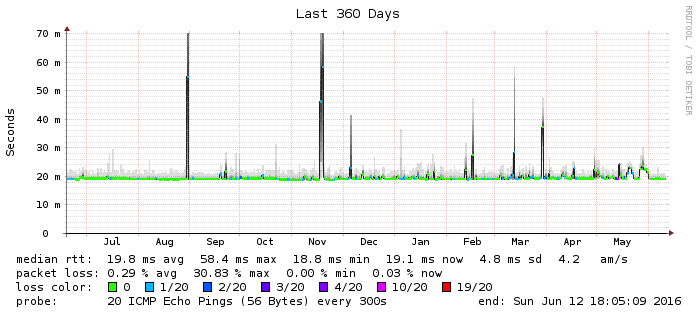 Last 360 Days
RRDTOOL / TOBI OETIKER
Seconds
70 m
60 m
50 m
40 m
30 m
20 m
10 m
0
Jul Aug Sep Oct Nov Dec Jan Feb Mar Apr May
median rtt: 19.8 ms avg 58.4 ms max 18.8 ms min 19.1 ms now 4.8 ms sd 4.2 am/s
packet loss: 0.29 % avg 30.83 % max 0.00 % min 0.03 % now
loss color: 0 1/20 2/20 3/20 4/20 10/20 19/20
probe: 20 ICMP Echo Pings (56 Bytes) every 300s end: Sun Jun 12 18:05:09 2016